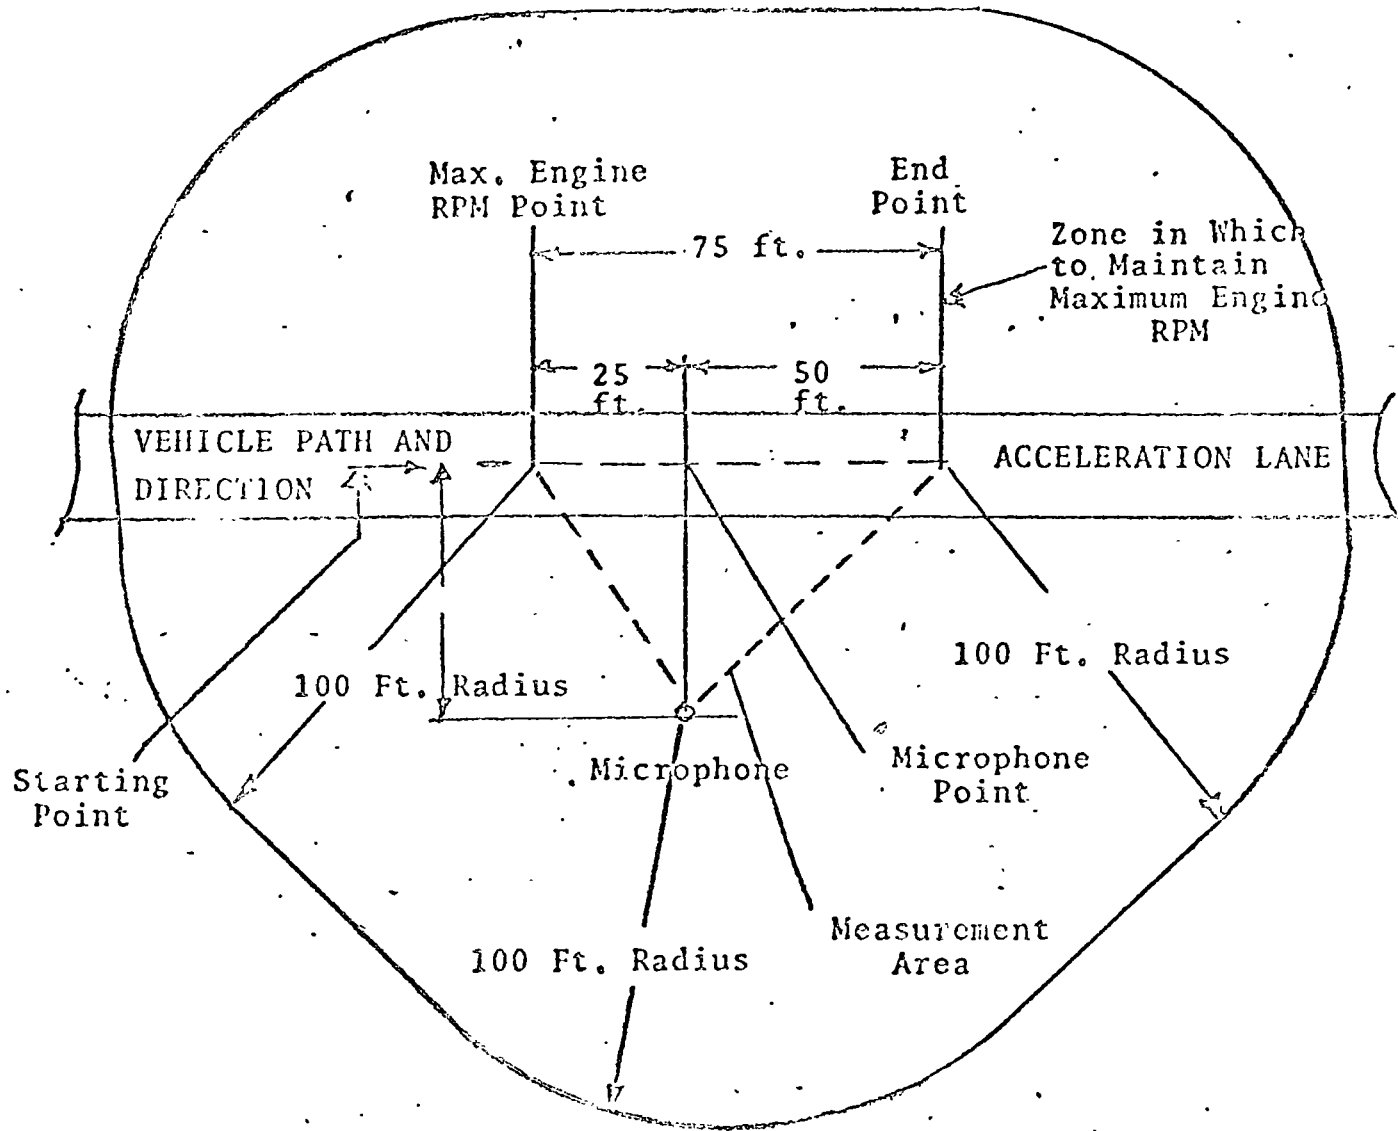 Max. Engine
RPM Point
End
Point
75 ft.
Zone in Which
to Maintain
Maximum Engine
RPM
25
ft.
50
ft.
VEHICLE PATH AND
DIRECTION
ACCELERATION LANE
100 Ft. Radius
100 Ft. Radius
Starting
Point
Microphone
Microphone
Point
Measurement
Area
100 Ft. Radius